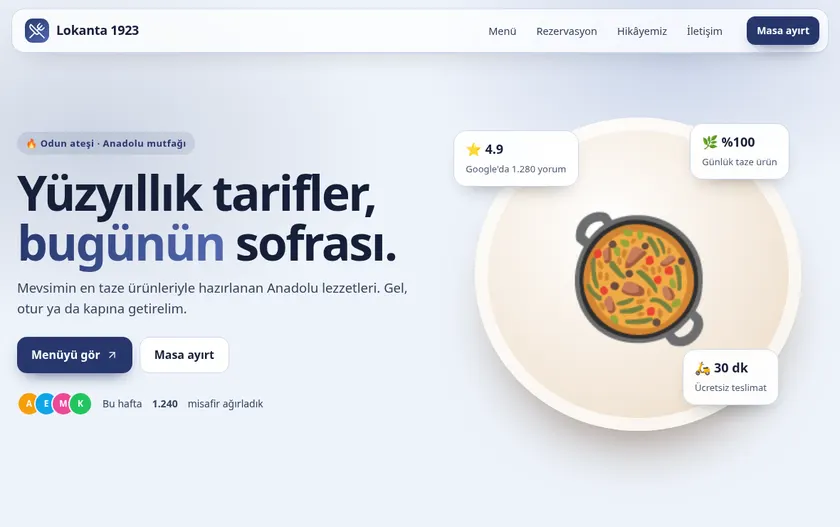 Lokanta 1923
Menü
Rezervasyon
Hikâyemiz
İletişim
Masa ayırt
🔥 Odun ateşi · Anadolu mutfağı
Yüzyıllık tarifler,
bugünün sofrası.
Mevsimin en taze ürünleriyle hazırlanan Anadolu lezzetleri. Gel,
otur ya da kapına getirelim.
Menüyü gör ↗
Masa ayırt
A E M K
Bu hafta 1.240 misafir ağırladık
⭐ 4.9
Google'da 1.280 yorum
🌿 %100
Günlük taze ürün
🛵 30 dk
Ücretsiz teslimat